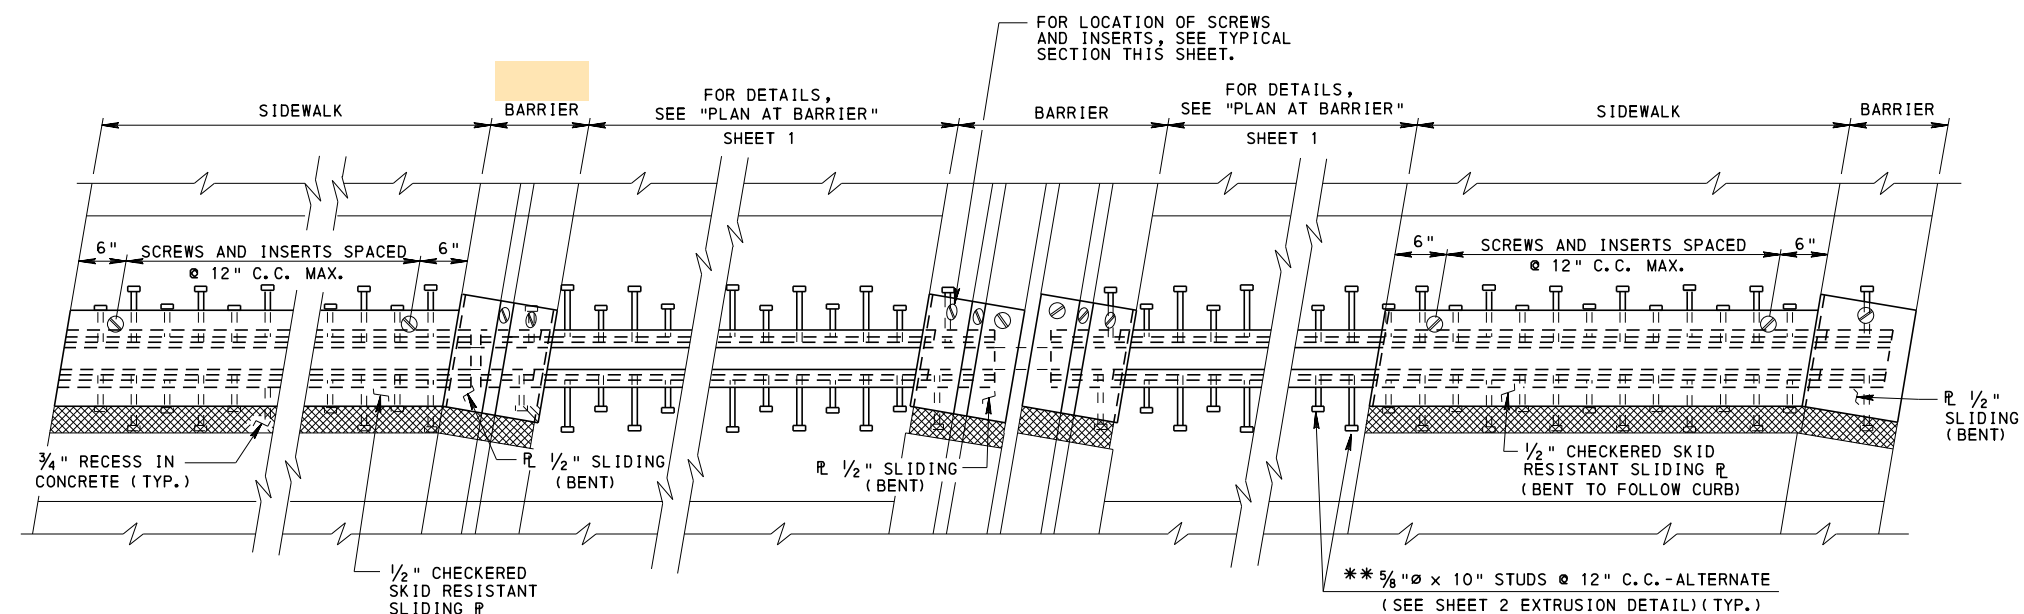 FOR LOCATION OF SCREWS
AND INSERTS, SEE TYPICAL
SECTION THIS SHEET.
SIDEWALK
BARRIER
FOR DETAILS,
SEE "PLAN AT BARRIER"
SHEET 1
BARRIER
FOR DETAILS,
SEE "PLAN AT BARRIER"
SHEET 1
SIDEWALK
BARRIER
6"
SCREWS AND INSERTS SPACED
@ 12" C.C. MAX.
6"
6"
SCREWS AND INSERTS SPACED
@ 12" C.C. MAX.
6"
¾" RECESS IN
CONCRETE (TYP.)
℄ ½" SLIDING
(BENT)
℄ ½" SLIDING
(BENT)
½" CHECKERED SKID
RESISTANT SLIDING ℄
(BENT TO FOLLOW CURB)
℄ ½"
SLIDING
(BENT)
½" CHECKERED
SKID RESISTANT
SLIDING ℄
**⅝"Ø x 10" STUDS @ 12" C.C.-ALTERNATE
(SEE SHEET 2 EXTRUSION DETAIL)(TYP.)